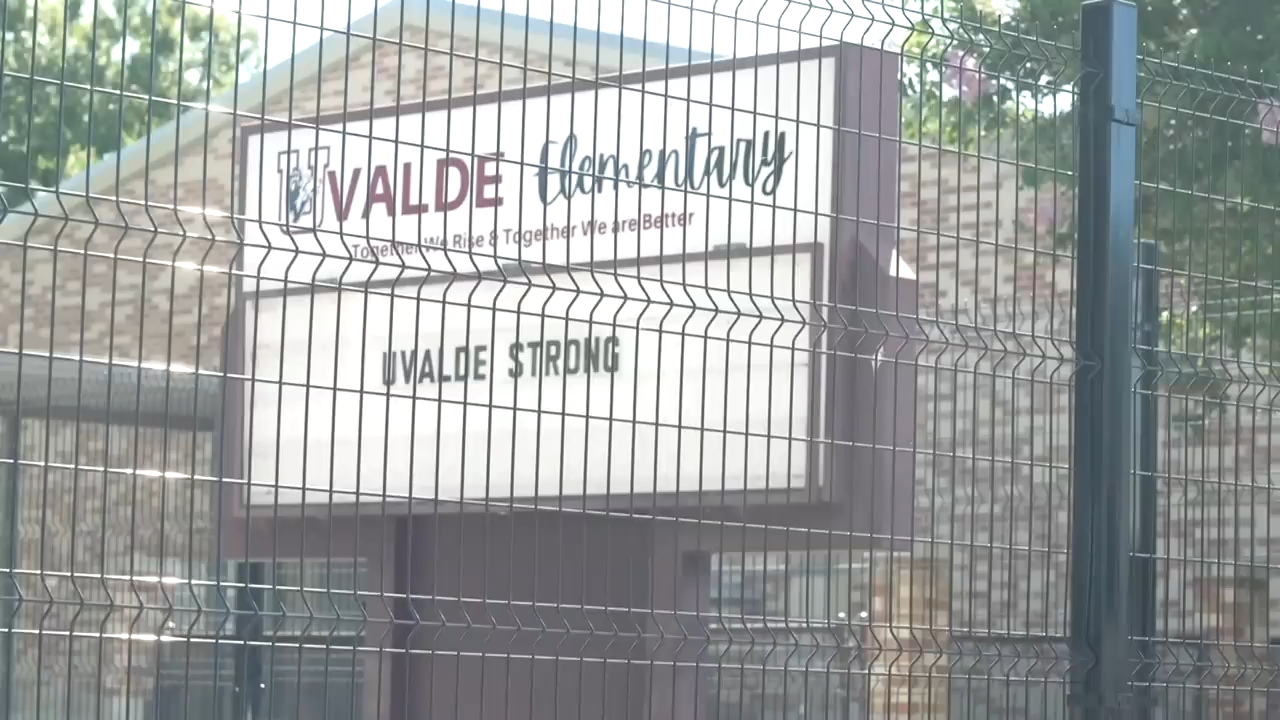 UVALDE Elementary
Together We Rise & Together We are Better
UVALDE STRONG